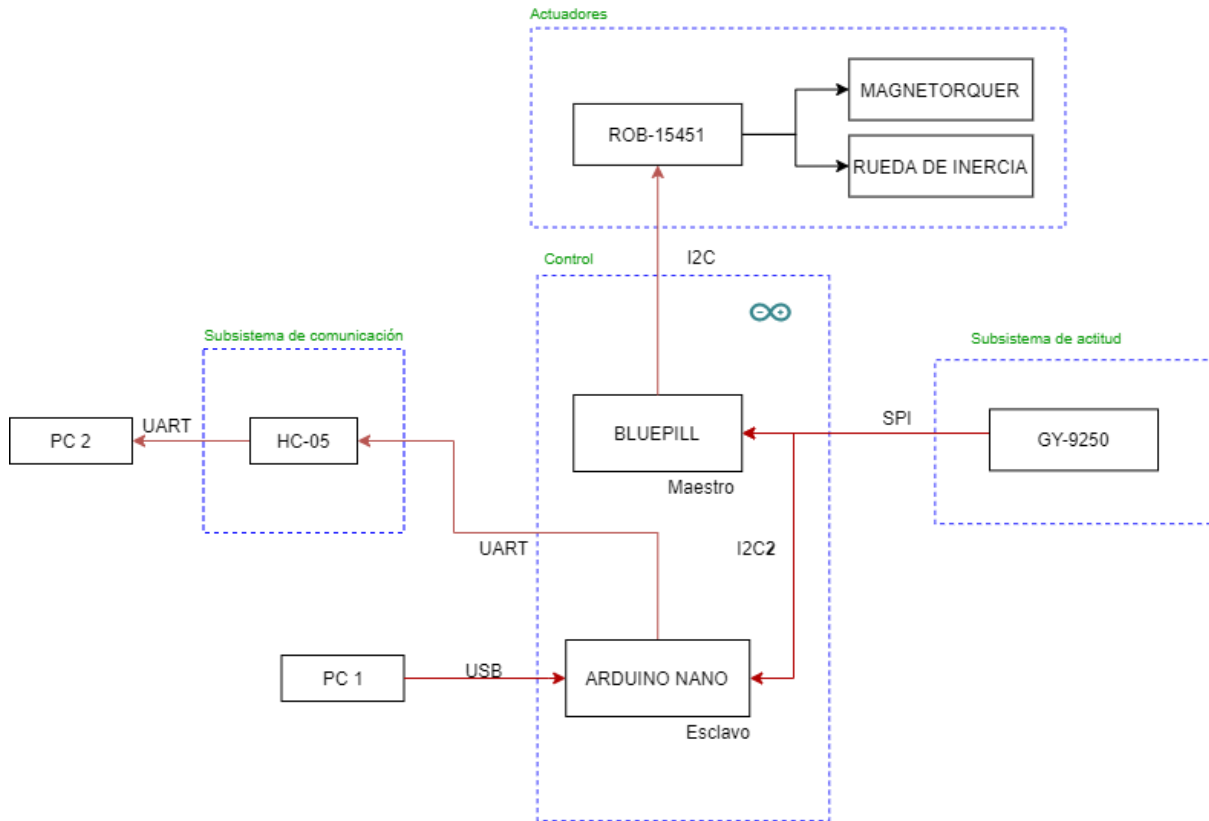 Actuadores
MAGNETORQUER
ROB-15451
RUEDA DE INERCIA
I2C
Control
Subsistema de comunicación
Subsistema de actitud
UART
PC 2
HC-05
BLUEPILL
Maestro
SPI
GY-9250
UART
I2C2
PC 1
USB
ARDUINO NANO
Esclavo